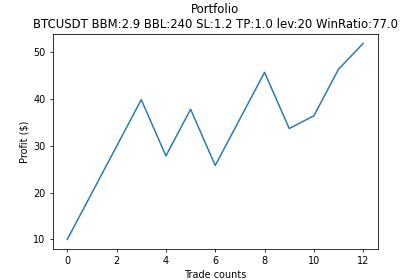 Portfolio
BTCUSDT BBM:2.9 BBL:240 SL:1.2 TP:1.0 lev:20 WinRatio:77.0
50
40
30
20
10
Profit ($)
0 2 4 6 8 10 12
Trade counts